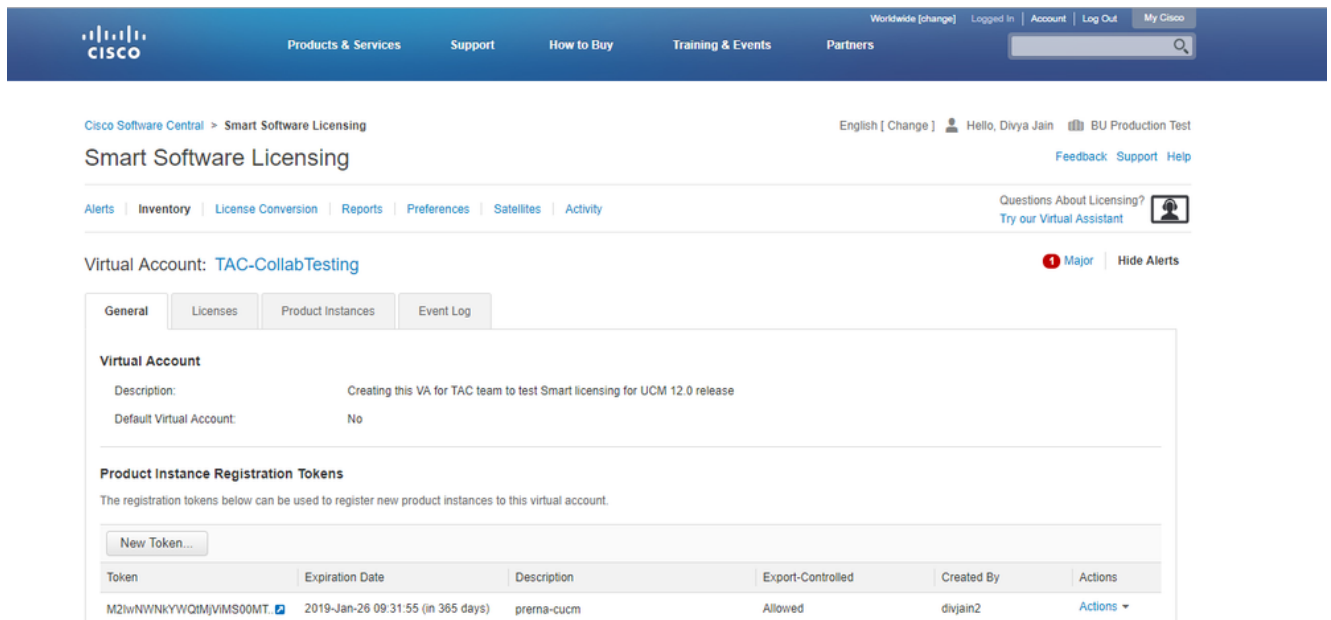 Worldwide [change] Logged In | Account | Log Out My Cisco
CISCO
Products & Services Support How to Buy Training & Events Partners
Cisco Software Central > Smart Software Licensing
English [ Change ] Hello, Divya Jain BU Production Test
Smart Software Licensing
Feedback Support Help
Alerts | Inventory | License Conversion | Reports | Preferences | Satellites | Activity
Questions About Licensing?
Try our Virtual Assistant
Virtual Account: TAC-CollabTesting
1 Major | Hide Alerts
General Licenses Product Instances Event Log
Virtual Account
Description: Creating this VA for TAC team to test Smart licensing for UCM 12.0 release
Default Virtual Account: No
Product Instance Registration Tokens
The registration tokens below can be used to register new product instances to this virtual account.
New Token...
Token Expiration Date Description Export-Controlled Created By Actions
M2IwNWNkYWQtMjViMS00MT.. 2019-Jan-26 09:31:55 (in 365 days) prerna-cucm Allowed divjain2 Actions